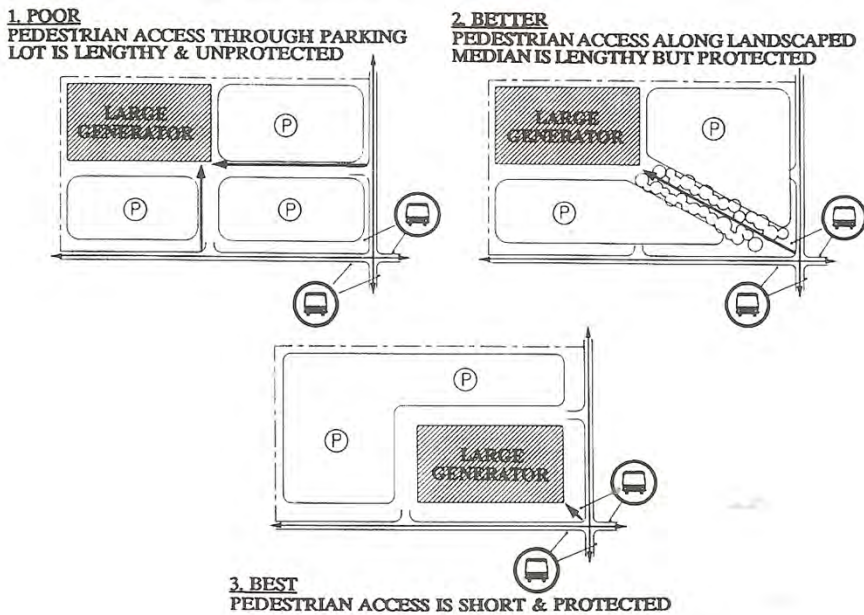 1. POOR
PEDESTRIAN ACCESS THROUGH PARKING
LOT IS LENGTHY & UNPROTECTED
LARGE
GENERATOR
P
P
P
2. BETTER
PEDESTRIAN ACCESS ALONG LANDSCAPED
MEDIAN IS LENGTHY BUT PROTECTED
LARGE
GENERATOR
P
P
P
P
LARGE
GENERATOR
3. BEST
PEDESTRIAN ACCESS IS SHORT & PROTECTED